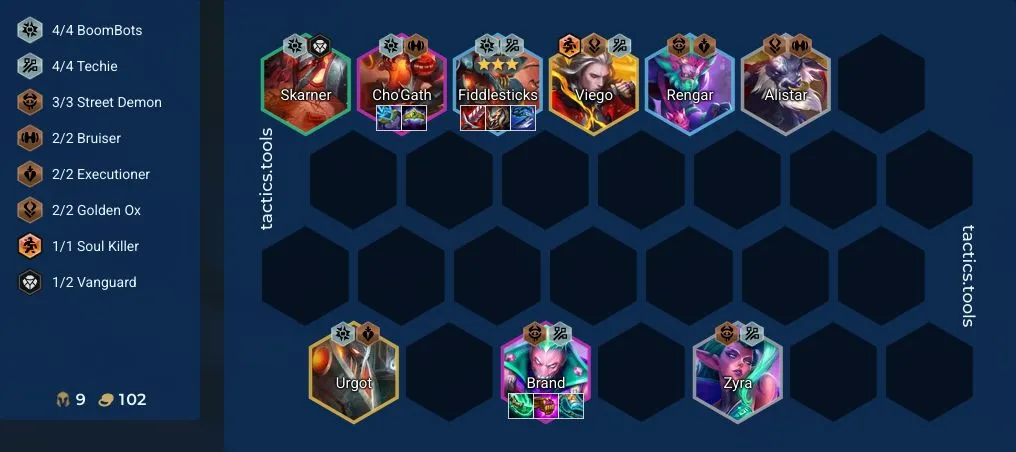 4/4 BoomBots
4/4 Techie
3/3 Street Demon
2/2 Bruiser
2/2 Executioner
2/2 Golden Ox
1/1 Soul Killer
1/2 Vanguard
9 102
Skarner Cho'Gath Fiddlesticks Viego Rengar Alistar
tactics.tools
tactics.tools
Urgot Brand Zyra